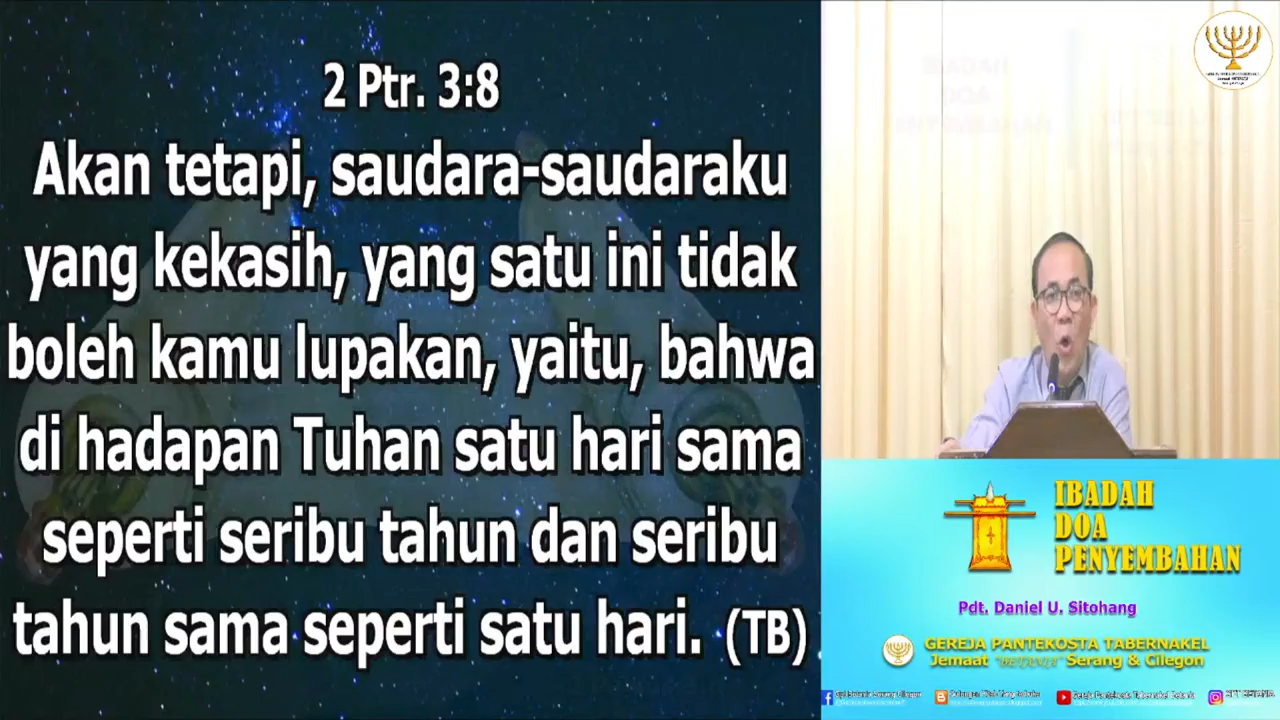 2 Ptr. 3:8
Akan tetapi, saudara-saudaraku
yang kekasih, yang satu ini tidak
boleh kamu lupakan, yaitu, bahwa
di hadapan Tuhan satu hari sama
seperti seribu tahun dan seribu
tahun sama seperti satu hari. (TB)
IBADAH
DOA
PENYEMBAHAN
Pdt. Daniel U. Sitohang
GEREJA PANTEKOSTA TABERNAKEL
Jemaat "BETANIA" Serang & Cilegon